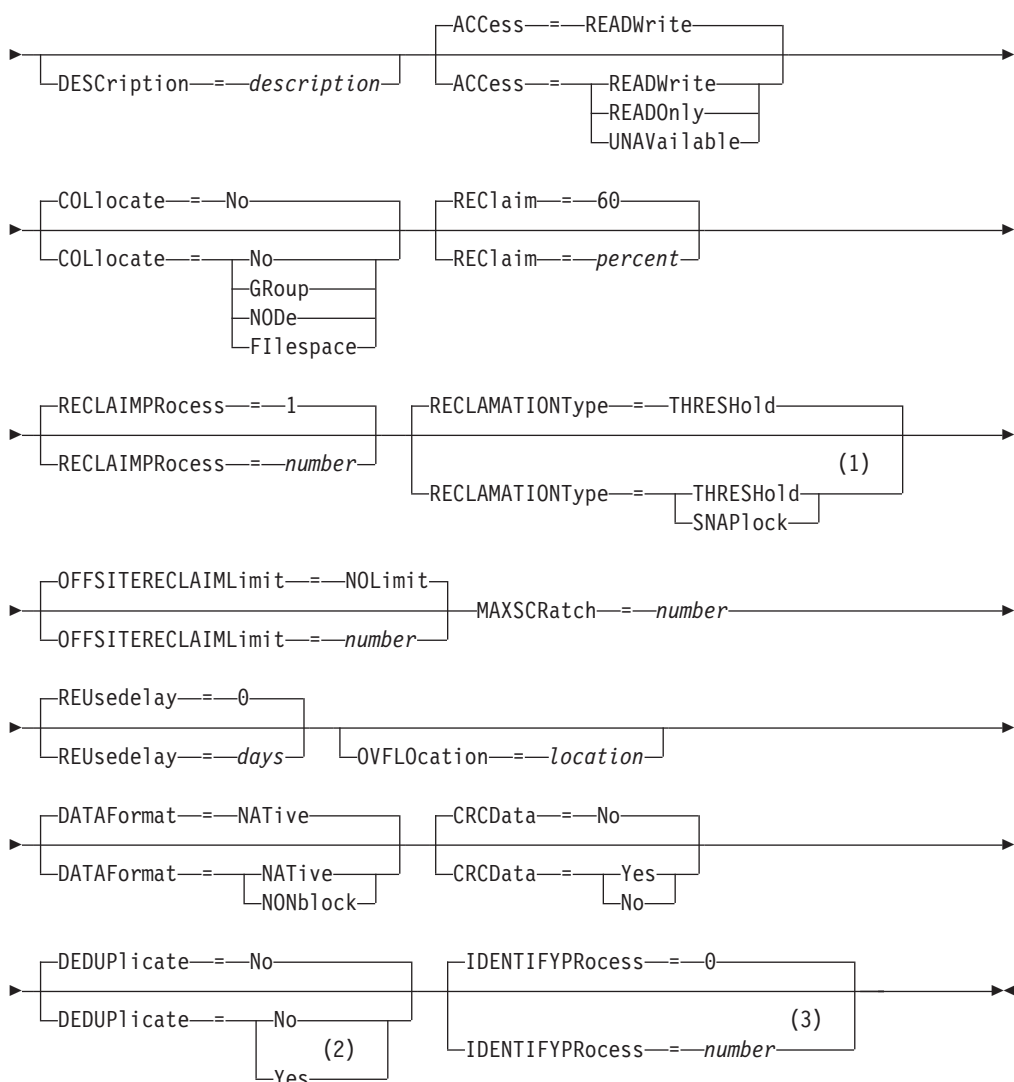 ACCess = READWrite
DESCription = description ACCess = READWrite
READOnly
UNAVailable
COLlocate = No REClaim = 60
COLlocate = No REClaim = percent
GRoup
NODe
FIlespace
RECLAIMPRocess = 1 RECLAMATIONType = THRESHold
RECLAIMPRocess = number (1)
RECLAMATIONType = THRESHold
SNAPlock
OFFSITERECLAIMLimit = NOLimit
MAXSCRatch = number
OFFSITERECLAIMLimit = number
REUsedelay = 0
REUsedelay = days OVFLOcation = location
DATAFormat = NATive CRCData = No
DATAFormat = NATive CRCData = Yes
NONblock No
DEDUPlicate = No IDENTIFYPRocess = 0
DEDUPlicate = No (3)
(2) IDENTIFYPRocess = number
Yes